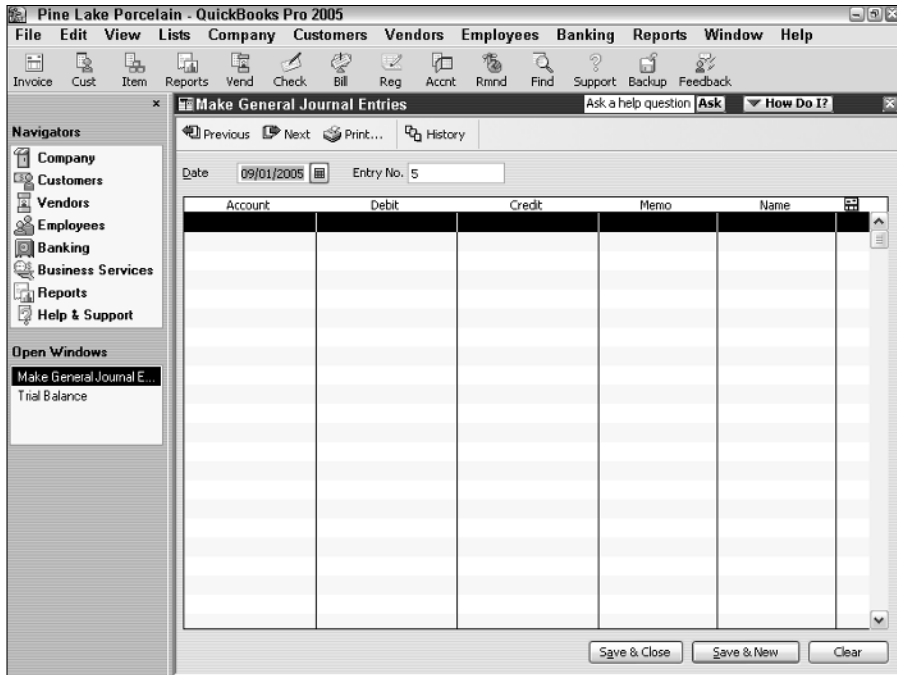 Pine Lake Porcelain - QuickBooks Pro 2005
File Edit View Lists Company Customers Vendors Employees Banking Reports Window Help
Invoice Cust Item Reports Vend Check Bill Reg Accnt Rmnd Find Support Backup Feedback
Make General Journal Entries Ask a help question Ask How Do I?
Navigators
Company
Customers
Vendors
Employees
Banking
Business Services
Reports
Help & Support
Open Windows
Make General Journal E...
Trial Balance
Previous Next Print... History
Date 09/01/2005 Entry No. 5
Account Debit Credit Memo Name
Save & Close Save & New Clear